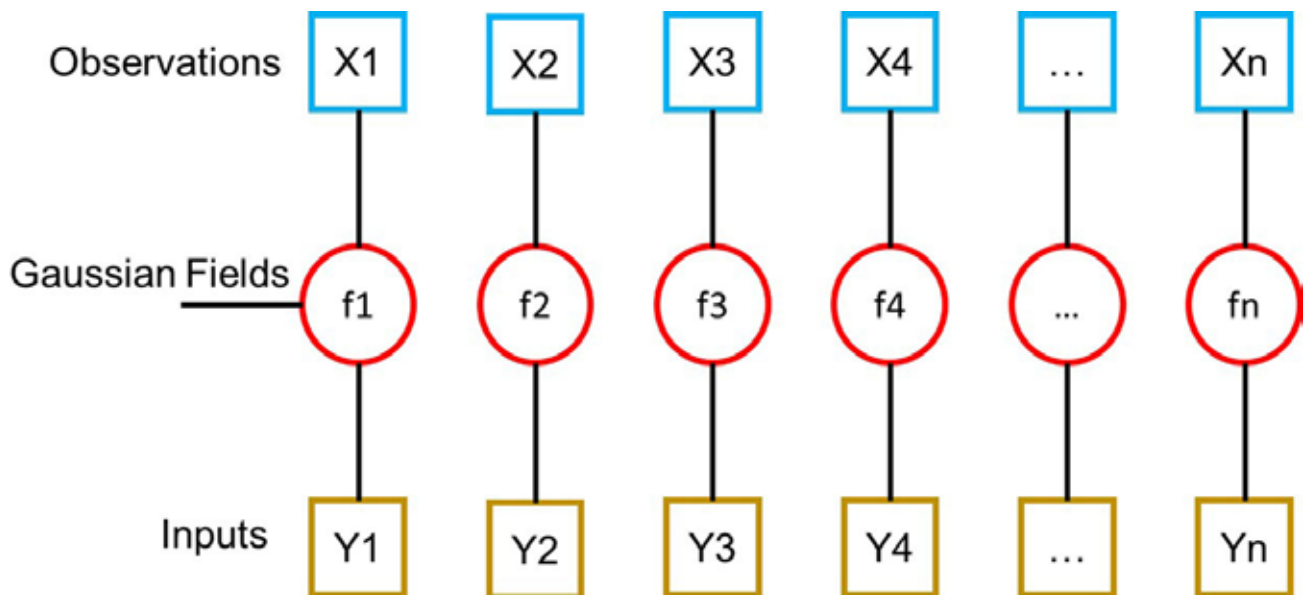 Observations X1 X2 X3 X4 ... Xn
Gaussian Fields f1 f2 f3 f4 ... fn
Inputs Y1 Y2 Y3 Y4 ... Yn